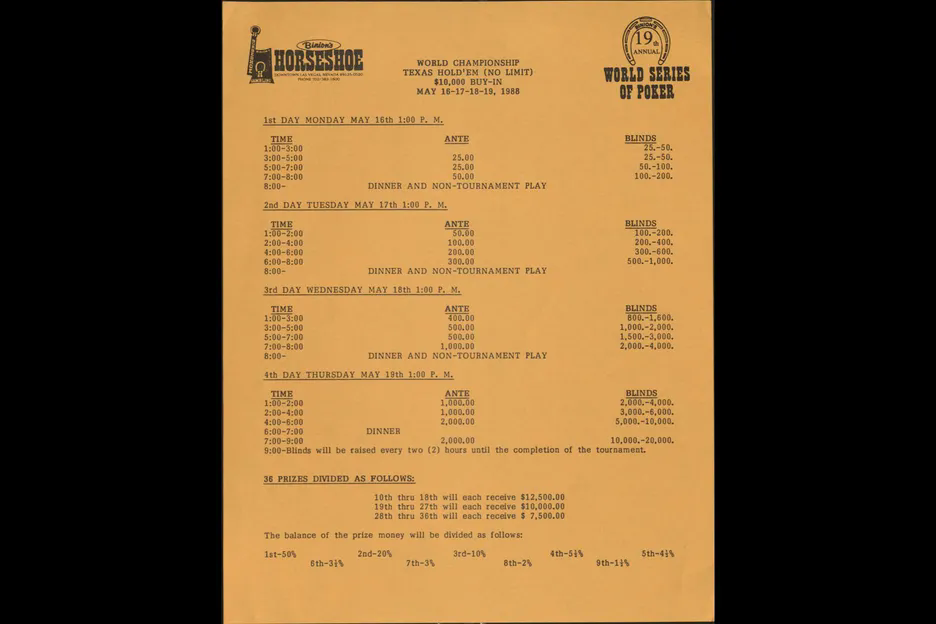 Binion's
HORSESHOE
DOWNTOWN LAS VEGAS, NEVADA
WORLD CHAMPIONSHIP
TEXAS HOLD'EM (NO LIMIT)
$10,000 BUY-IN
MAY 16-17-18-19, 1988
BINION'S
19th
ANNUAL
WORLD SERIES
OF POKER
1st DAY MONDAY MAY 16th 1:00 P. M.
TIME ANTE BLINDS
1:00-3:00 25.-50.
3:00-5:00 25.00 25.-50.
5:00-7:00 25.00 50.-100.
7:00-8:00 50.00 100.-200.
8:00- DINNER AND NON-TOURNAMENT PLAY
2nd DAY TUESDAY MAY 17th 1:00 P. M.
TIME ANTE BLINDS
1:00-2:00 50.00 100.-200.
2:00-4:00 100.00 200.-400.
4:00-6:00 200.00 300.-600.
6:00-8:00 300.00 500.-1,000.
8:00- DINNER AND NON-TOURNAMENT PLAY
3rd DAY WEDNESDAY MAY 18th 1:00 P. M.
TIME ANTE BLINDS
1:00-3:00 400.00 800.-1,600.
3:00-5:00 500.00 1,000.-2,000.
5:00-7:00 500.00 1,500.-3,000.
7:00-8:00 1,000.00 2,000.-4,000.
8:00- DINNER AND NON-TOURNAMENT PLAY
4th DAY THURSDAY MAY 19th 1:00 P. M.
TIME ANTE BLINDS
1:00-2:00 1,000.00 2,000.-4,000.
2:00-4:00 1,000.00 3,000.-6,000.
4:00-6:00 2,000.00 5,000.-10,000.
6:00-7:00 DINNER
7:00-9:00 2,000.00 10,000.-20,000.
9:00-Blinds will be raised every two (2) hours until the completion of the tournament.
36 PRIZES DIVIDED AS FOLLOWS:
10th thru 18th will each receive $12,500.00
19th thru 27th will each receive $10,000.00
28th thru 36th will each receive $ 7,500.00
The balance of the prize money will be divided as follows:
1st-50% 2nd-20% 3rd-10% 4th-5½% 5th-4½%
6th-3½% 7th-3% 8th-2% 9th-1½%